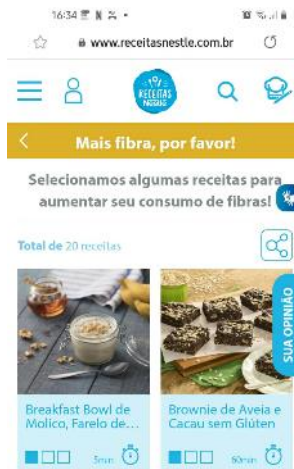 16:34
www.receitasnestle.com.br
RECEITAS
Nestlé
Mais fibra, por favor!
Selecionamos algumas receitas para
aumentar seu consumo de fibras!
Total de 20 receitas
SUA OPINIÃO
Breakfast Bowl de
Molico, Farelo de...
5min
Brownie de Aveia e
Cacau sem Glúten
60min